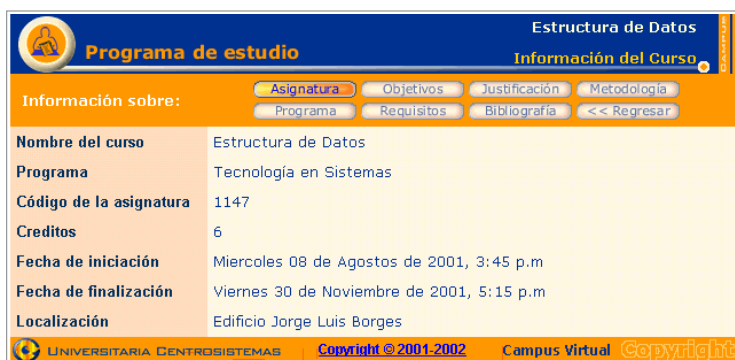 Estructura de Datos
Programa de estudio
Información del Curso
CAMPUS
Información sobre:
Asignatura Objetivos Justificación Metodología
Programa Requisitos Bibliografía << Regresar
Nombre del curso Estructura de Datos
Programa Tecnología en Sistemas
Código de la asignatura 1147
Creditos 6
Fecha de iniciación Miercoles 08 de Agostos de 2001, 3:45 p.m
Fecha de finalización Viernes 30 de Noviembre de 2001, 5:15 p.m
Localización Edificio Jorge Luis Borges
UNIVERSITARIA CENTROSISTEMAS Copyright © 2001-2002 Campus Virtual Copyright